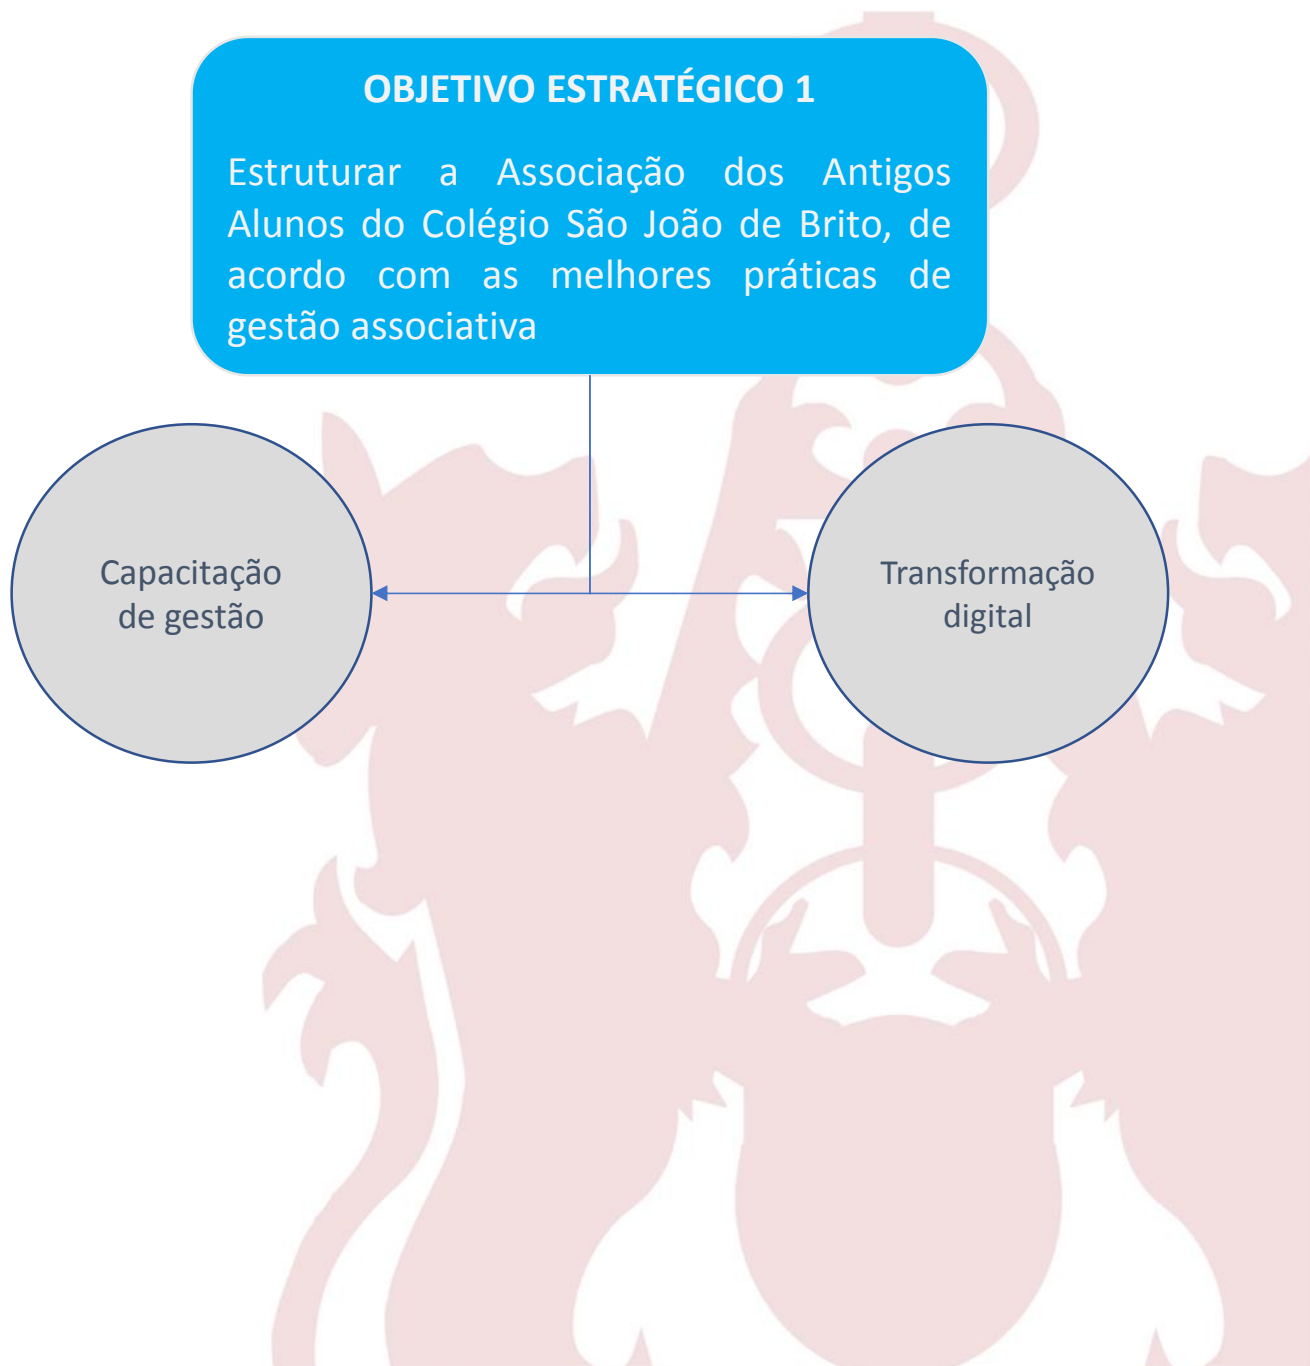 OBJETIVO ESTRATÉGICO 1
Estruturar a Associação dos Antigos
Alunos do Colégio São João de Brito, de
acordo com as melhores práticas de
gestão associativa
Capacitação
de gestão
Transformação
digital